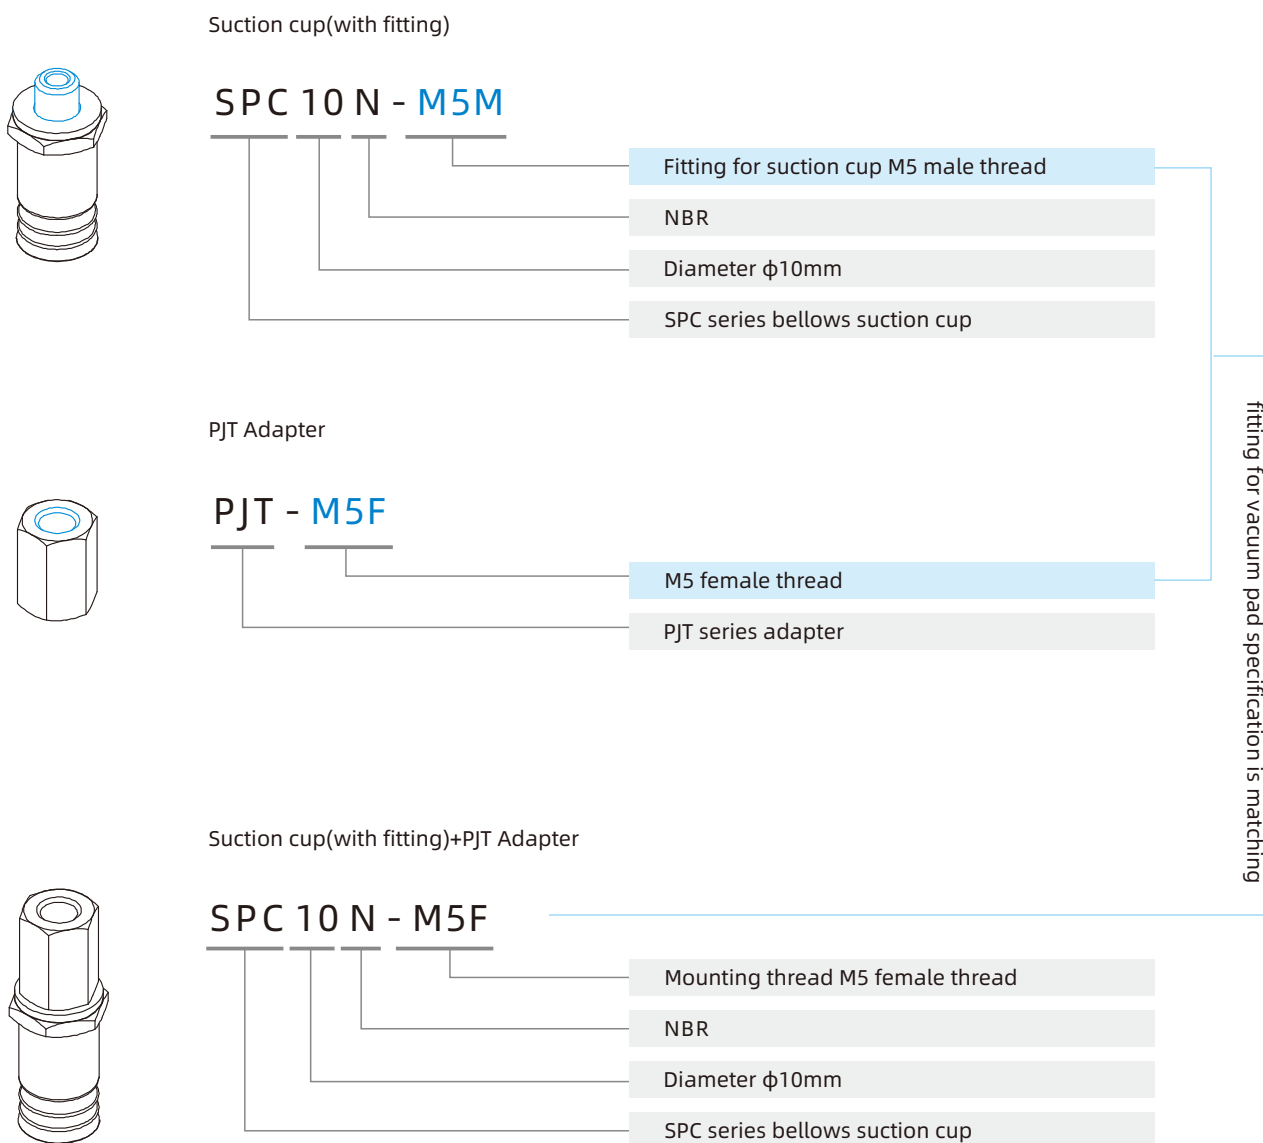 Suction cup(with fitting)
SPC 10 N - M5M
Fitting for suction cup M5 male thread
NBR
Diameter ϕ10mm
SPC series bellows suction cup
PJT Adapter
PJT - M5F
M5 female thread
PJT series adapter
fitting for vacuum pad specification is matching
Suction cup(with fitting)+PJT Adapter
SPC 10 N - M5F
Mounting thread M5 female thread
NBR
Diameter ϕ10mm
SPC series bellows suction cup